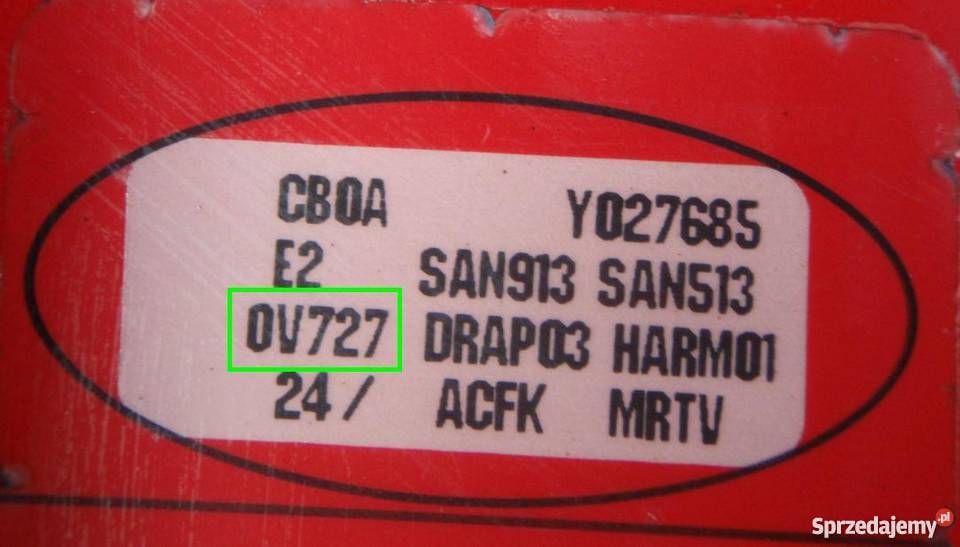 CB0A Y027685
E2 SAN913 SAN513
0V727 DRAP03 HARM01
24/ ACFK MRTV
Sprzedajemy.pl